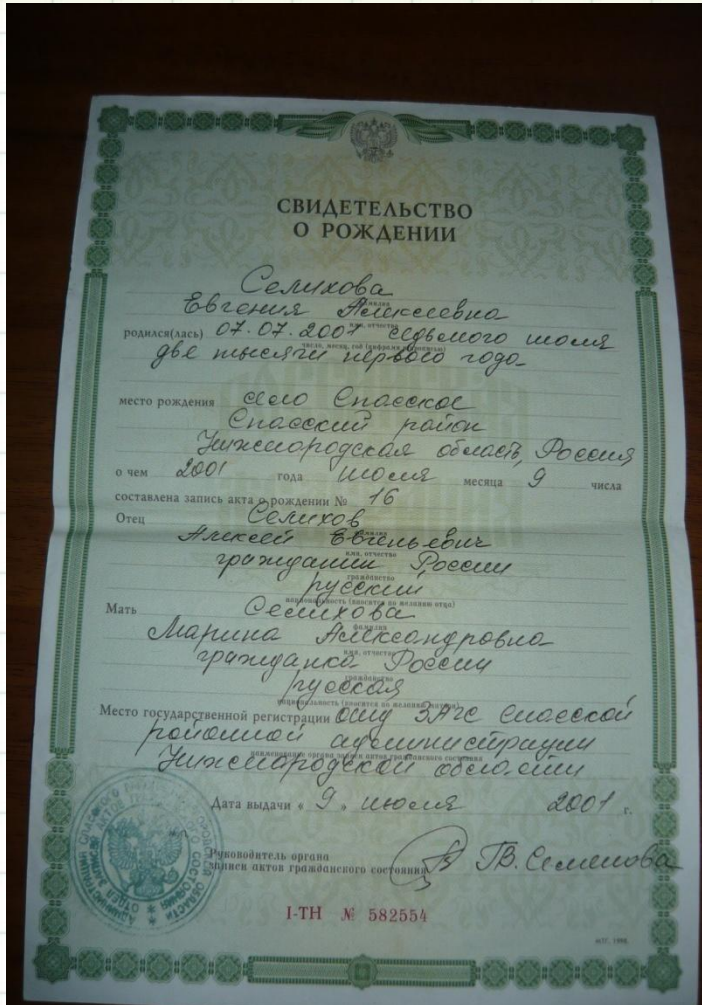 СВИДЕТЕЛЬСТВО
О РОЖДЕНИИ
Селихова
фамилия
Евгения Алексеевна
имя, отчество
родился(лась) 07.07.2001 седьмого июля
число, месяц, год (цифрами и прописью)
две тысячи первого года
место рождения село Спасское
Спасский район
Нижегородская область, Россия
о чем 2001 года июля месяца 9 числа
составлена запись акта о рождении № 16
Отец Селихов
фамилия
Алексей Евгеньевич
имя, отчество
гражданин России
гражданство
русский
национальность (вносится по желанию отца)
Мать Селихова
фамилия
Марина Александровна
имя, отчество
гражданка России
гражданство
русская
национальность (вносится по желанию матери)
Место государственной регистрации отд ЗАГС Спасской
районной администрации
наименование органа записи актов гражданского состояния
Нижегородской области
Дата выдачи « 9 » июля 2001 г.
М.П.
Руководитель органа
записи актов гражданского состояния Г.В. Семенова
I-ТН № 582554